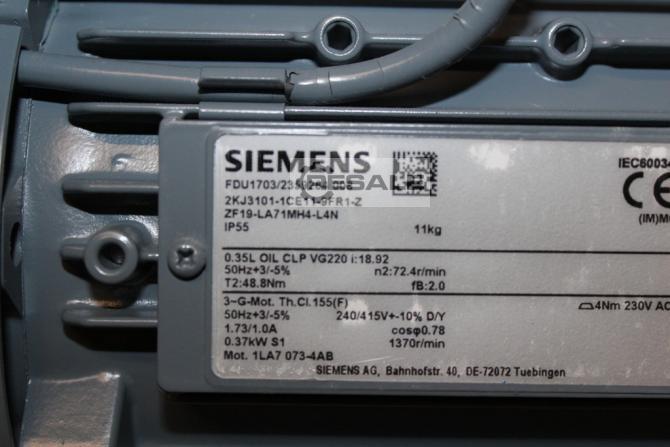 SIEMENS
IEC60034
CE
2KJ3101-1CE11-9FR1-Z
ZF19-LA71MH4-L4N
(IM)M
IP55 11kg
0.35L OIL CLP VG220 i:18.92
50Hz+3/-5% n2:72.4r/min
T2:48.8Nm fB:2.0
3~G-Mot. Th.Cl.155(F) 4Nm 230V AC
50Hz+3/-5% 240/415V+-10% D/Y
1.73/1.0A cosφ0.78
0.37kW S1 1370r/min
Mot. 1LA7 073-4AB
SIEMENS AG, Bahnhofstr. 40, DE-72072 Tuebingen